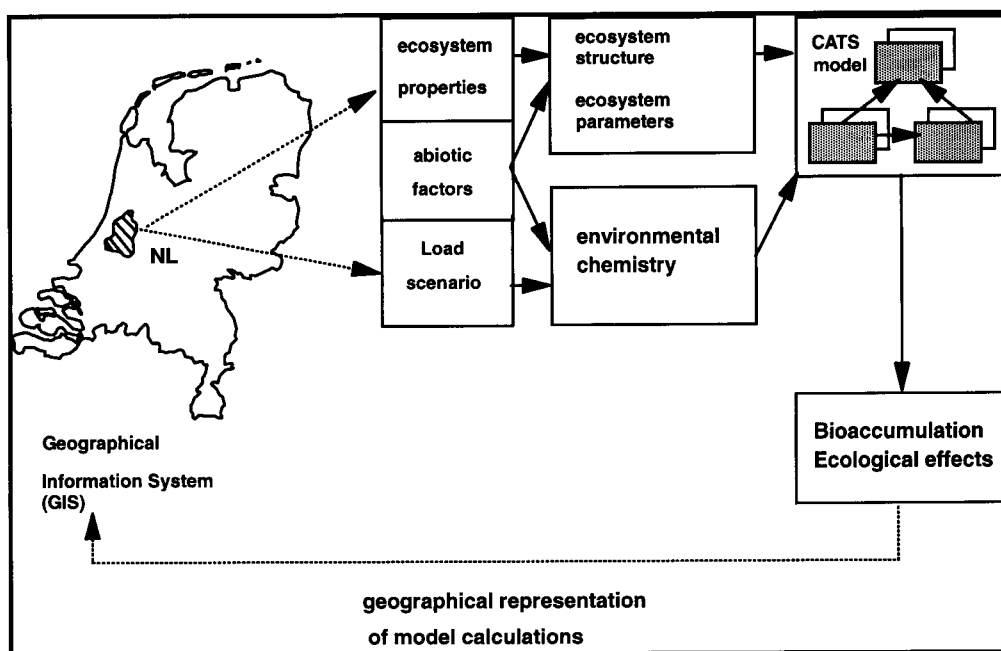 ecosystem
properties
abiotic
factors
Load
scenario
ecosystem
structure
ecosystem
parameters
environmental
chemistry
CATS
model
NL
Geographical
Information System
(GIS)
Bioaccumulation
Ecological effects
geographical representation
of model calculations